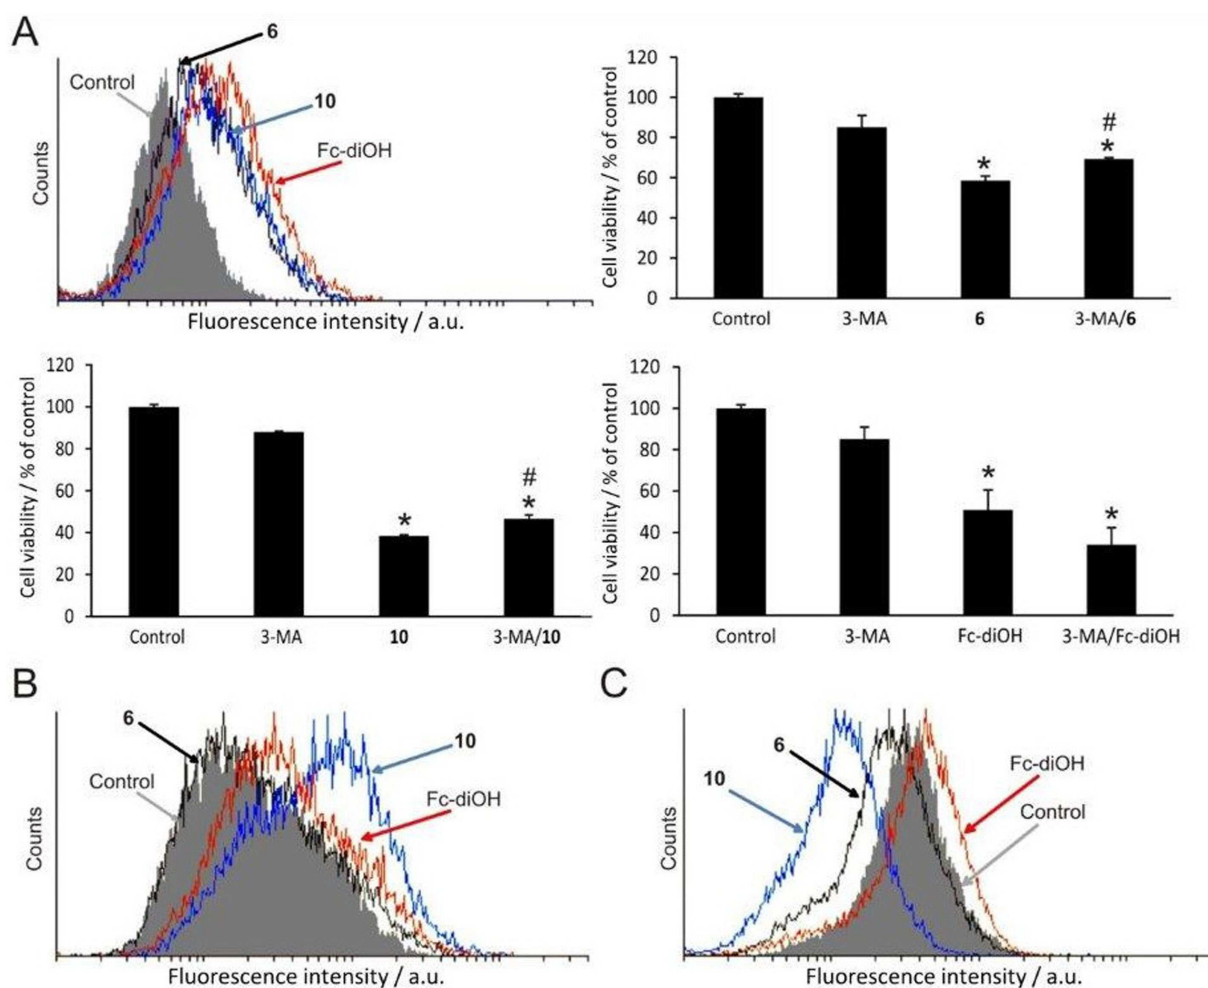 A
6
Control
10
Fc-diOH
Counts
Fluorescence intensity / a.u.
120
100
80
60
40
20
0
Cell viability / % of control
*
#
*
Control 3-MA 6 3-MA/6
120
100
80
60
40
20
0
Cell viability / % of control
*
#
*
Control 3-MA 10 3-MA/10
120
100
80
60
40
20
0
Cell viability / % of control
*
*
Control 3-MA Fc-diOH 3-MA/Fc-diOH
B
6
10
Control
Fc-diOH
Counts
Fluorescence intensity / a.u.
C
6
10
Fc-diOH
Control
Counts
Fluorescence intensity / a.u.